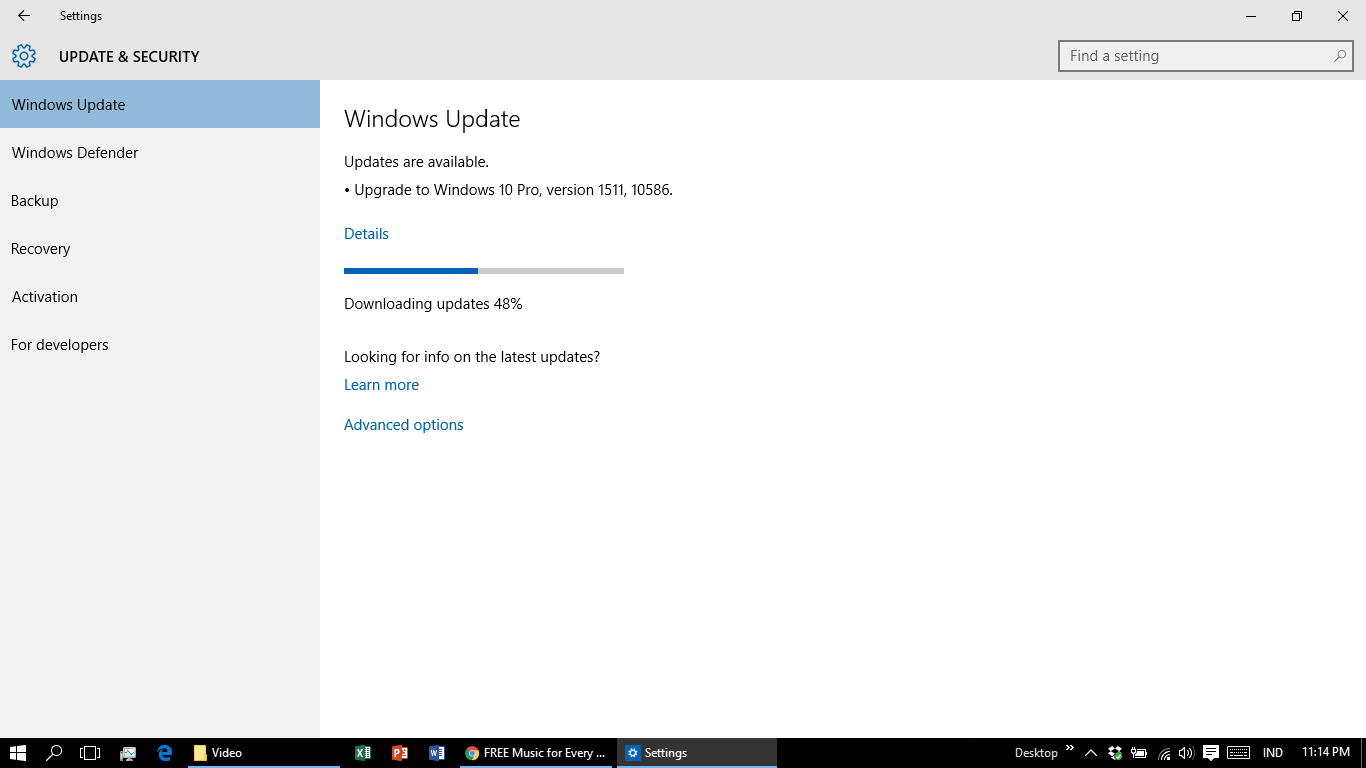 Settings
UPDATE & SECURITY
Find a setting
Windows Update
Windows Defender
Backup
Recovery
Activation
For developers
Windows Update
Updates are available.
• Upgrade to Windows 10 Pro, version 1511, 10586.
Details
Downloading updates 48%
Looking for info on the latest updates?
Learn more
Advanced options
Video
FREE Music for Every ...
Settings
Desktop
IND
11:14 PM